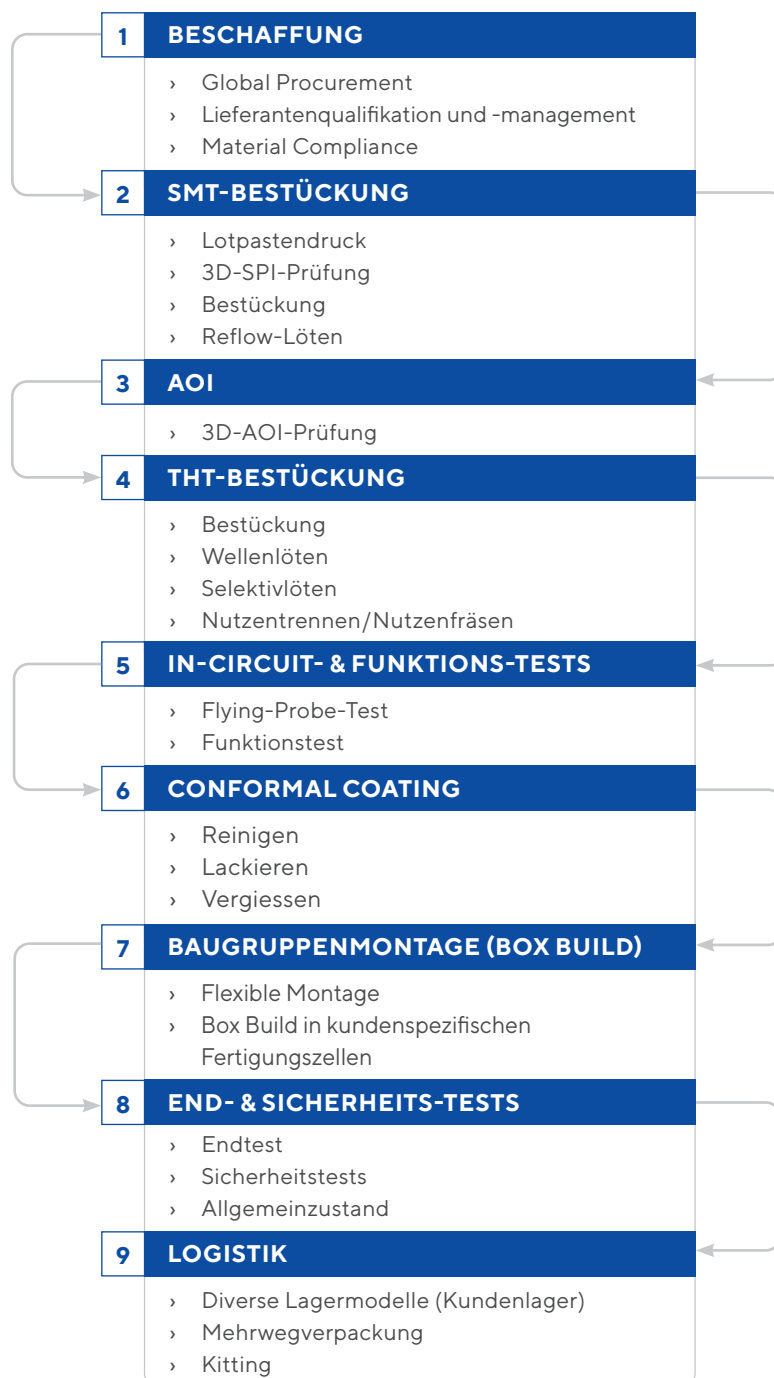 1 BESCHAFFUNG
› Global Procurement
› Lieferantenqualifikation und -management
› Material Compliance
2 SMT-BESTÜCKUNG
› Lotpastendruck
› 3D-SPI-Prüfung
› Bestückung
› Reflow-Löten
3 AOI
› 3D-AOI-Prüfung
4 THT-BESTÜCKUNG
› Bestückung
› Wellenlöten
› Selektivlöten
› Nutzentrennen/Nutzenfräsen
5 IN-CIRCUIT- & FUNKTIONS-TESTS
› Flying-Probe-Test
› Funktionstest
6 CONFORMAL COATING
› Reinigen
› Lackieren
› Vergiessen
7 BAUGRUPPENMONTAGE (BOX BUILD)
› Flexible Montage
› Box Build in kundenspezifischen
Fertigungszellen
8 END- & SICHERHEITS-TESTS
› Endtest
› Sicherheitstests
› Allgemeinzustand
9 LOGISTIK
› Diverse Lagermodelle (Kundenlager)
› Mehrwegverpackung
› Kitting